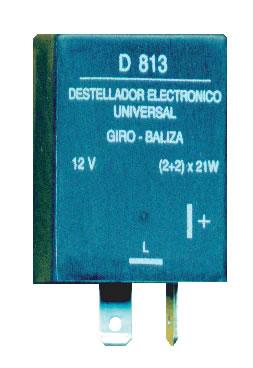 D 813
DESTELLADOR ELECTRONICO
UNIVERSAL
GIRO - BALIZA
12 V (2+2) x 21W
+
L